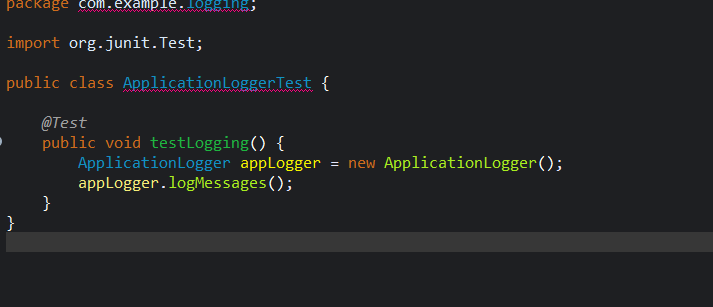 package com.example.logging;
import org.junit.Test;
public class ApplicationLoggerTest {
@Test
public void testLogging() {
ApplicationLogger appLogger = new ApplicationLogger();
appLogger.logMessages();
}
}